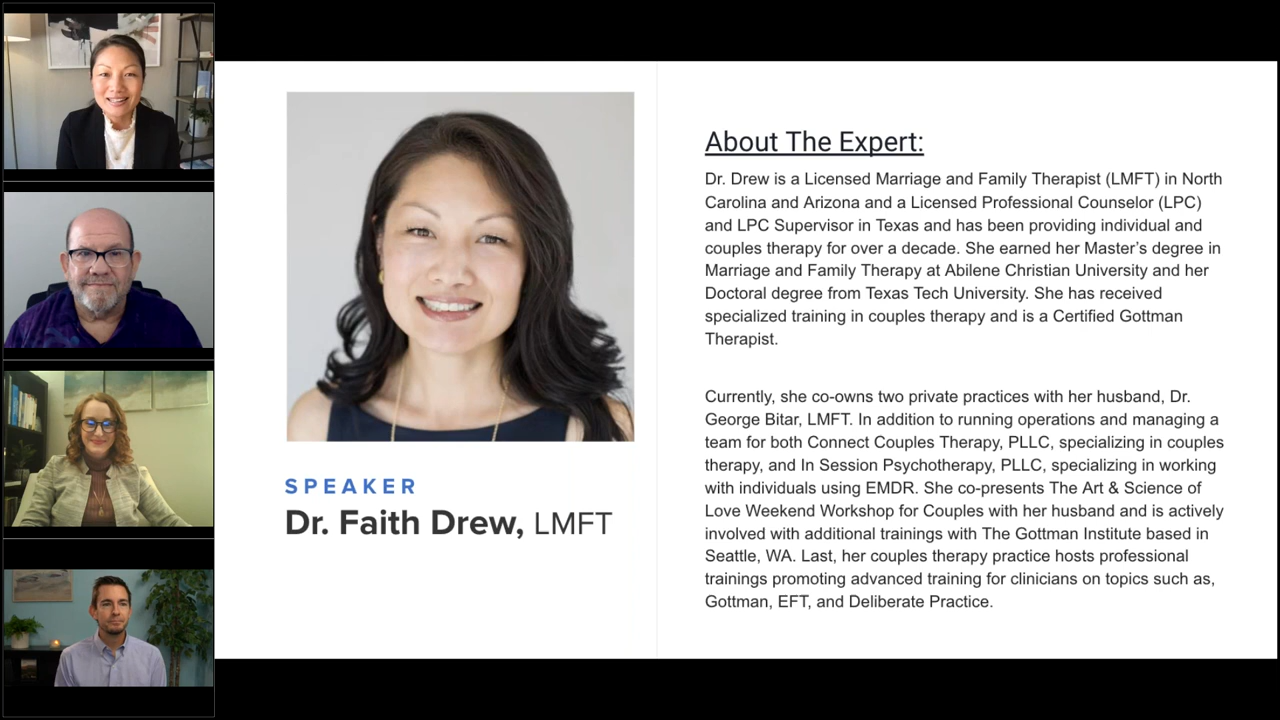 SPEAKER
Dr. Faith Drew, LMFT
About The Expert:
Dr. Drew is a Licensed Marriage and Family Therapist (LMFT) in North
Carolina and Arizona and a Licensed Professional Counselor (LPC)
and LPC Supervisor in Texas and has been providing individual and
couples therapy for over a decade. She earned her Master’s degree in
Marriage and Family Therapy at Abilene Christian University and her
Doctoral degree from Texas Tech University. She has received
specialized training in couples therapy and is a Certified Gottman
Therapist.
Currently, she co-owns two private practices with her husband, Dr.
George Bitar, LMFT. In addition to running operations and managing a
team for both Connect Couples Therapy, PLLC, specializing in couples
therapy, and In Session Psychotherapy, PLLC, specializing in working
with individuals using EMDR. She co-presents The Art & Science of
Love Weekend Workshop for Couples with her husband and is actively
involved with additional trainings with The Gottman Institute based in
Seattle, WA. Last, her couples therapy practice hosts professional
trainings promoting advanced training for clinicians on topics such as,
Gottman, EFT, and Deliberate Practice.